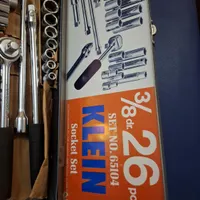 3/8 dr. 26 pc.
SET NO. 65104
KLEIN
Socket Set